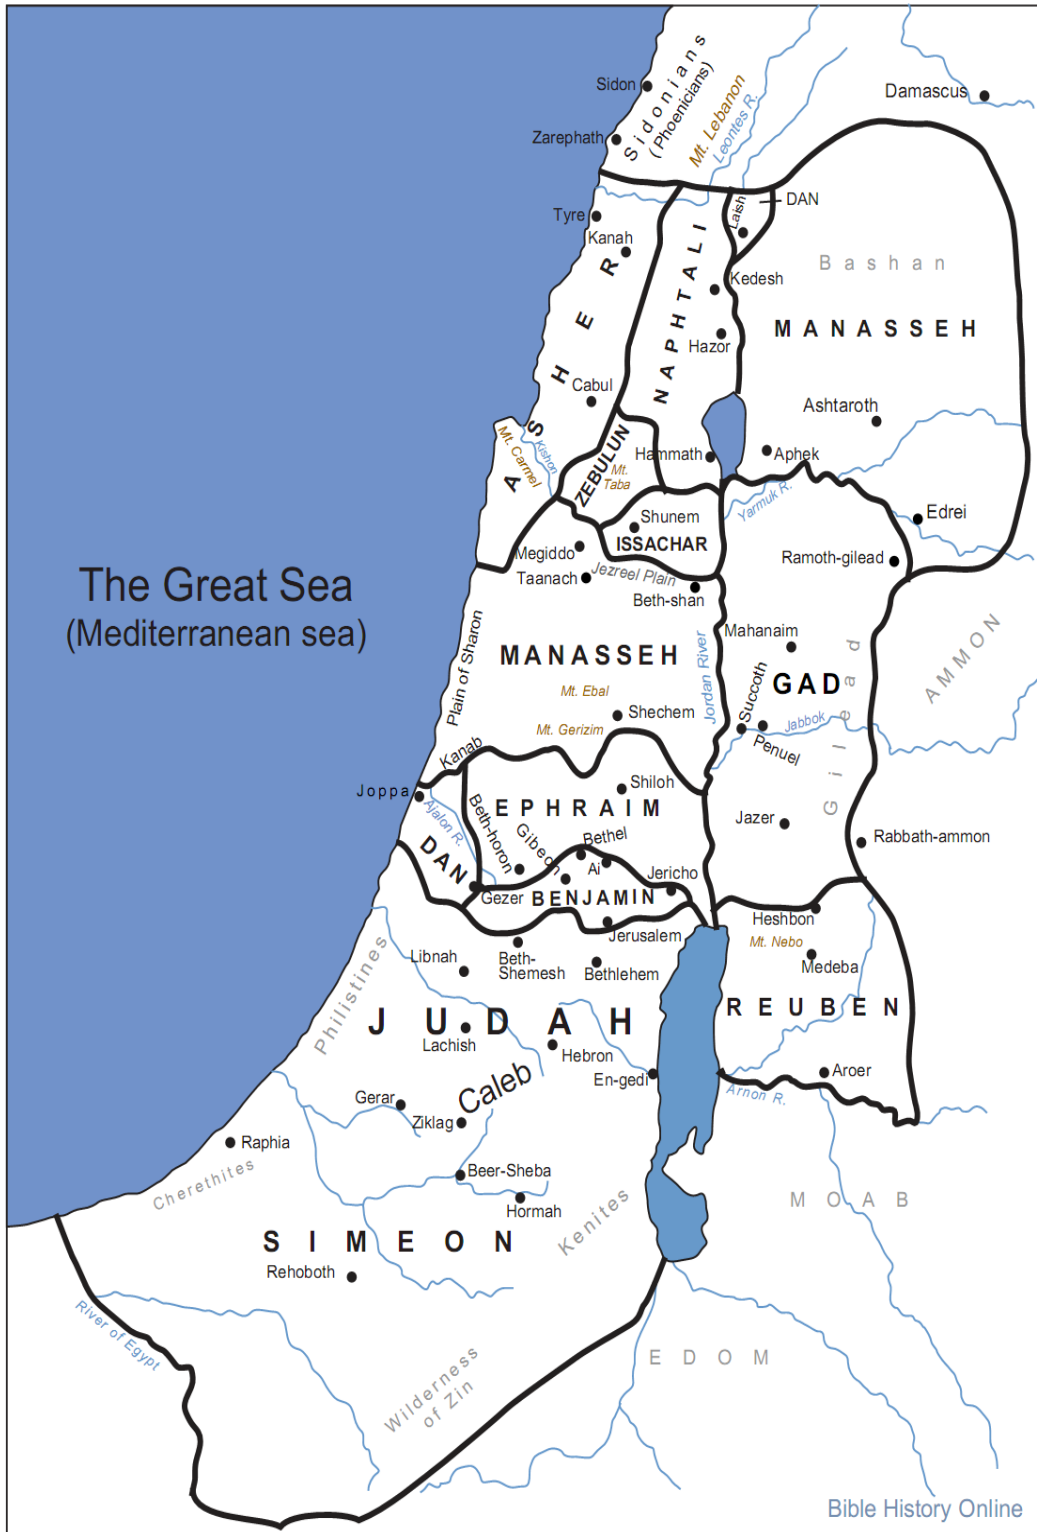 Sidonians
(Phoenicians)
Sidon
Mt. Lebanon
Leontes R.
Damascus
Zarephath
DAN
Laish
Tyre
Kanah
Bashan
Kedesh
NAPHTALI
MANASSEH
Hazor
ASHER
Cabul
Ashtaroth
Mt. Carmel
Kishon
ZEBULUN
Hammath
Aphek
Mt.
Taba
Yarmuk R.
Edrei
Shunem
ISSACHAR
Megiddo
Taanach
Jezreel Plain
Ramoth-gilead
Beth-shan
The Great Sea
(Mediterranean sea)
Plain of Sharon
Mahanaim
AMMON
MANASSEH
Jordan River
GAD
Gilead
Mt. Ebal
Succoth
Shechem
Mt. Gerizim
Jabbok
Penuel
Kanab
Joppa
Shiloh
Ajalon R.
EPHRAIM
Beth-horon
Gibeon
Bethel
Jazer
Rabbath-ammon
DAN
Ai
Jericho
Gezer
BENJAMIN
Heshbon
Jerusalem
Mt. Nebo
Philistines
Libnah
Beth-
Shemesh
Bethlehem
Medeba
JUDAH
REUBEN
Lachish
Hebron
En-gedi
Aroer
Caleb
Arnon R.
Gerar
Ziklag
Raphia
Cherethites
Beer-Sheba
Hormah
Kenites
MOAB
SIMEON
Rehoboth
River of Egypt
EDOM
Wilderness
of Zin
Bible History Online